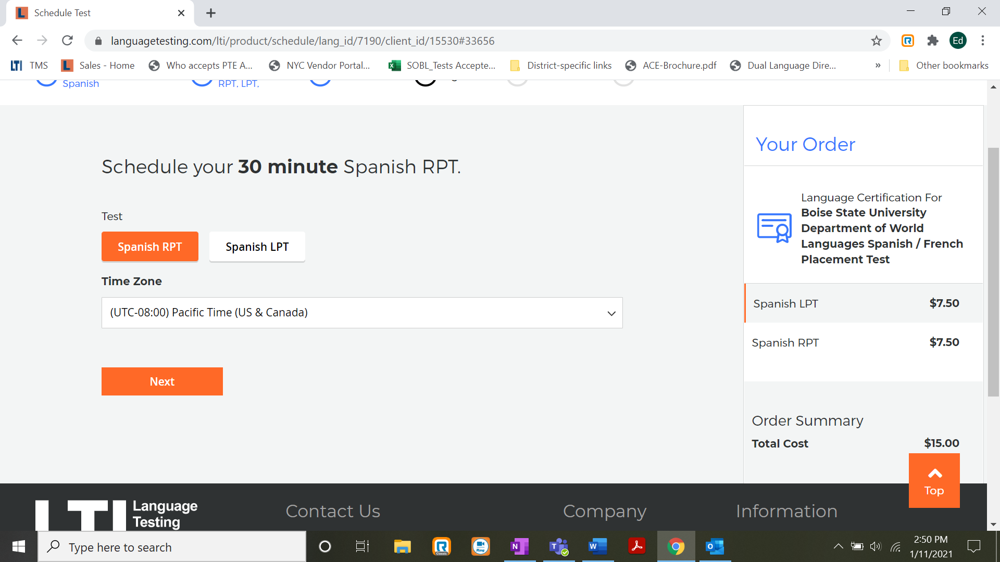 Schedule Test
languagetesting.com/lti/product/schedule/lang_id/7190/client_id/15530#33656
Ed
LTI TMS
L Sales - Home
Who accepts PTE A...
NYC Vendor Portal...
SOBL_Tests Accepte...
District-specific links
ACE-Brochure.pdf
Dual Language Dire...
»
Other bookmarks
Spanish
RPT, LPT,
Schedule your 30 minute Spanish RPT.
Test
Spanish RPT
Spanish LPT
Time Zone
(UTC-08:00) Pacific Time (US & Canada)
Next
Your Order
Language Certification For
Boise State University
Department of World
Languages Spanish / French
Placement Test
Spanish LPT $7.50
Spanish RPT $7.50
Order Summary
Total Cost $15.00
Top
LTI Language
Testing
Contact Us
Company
Information
Type here to search
2:50 PM
1/11/2021